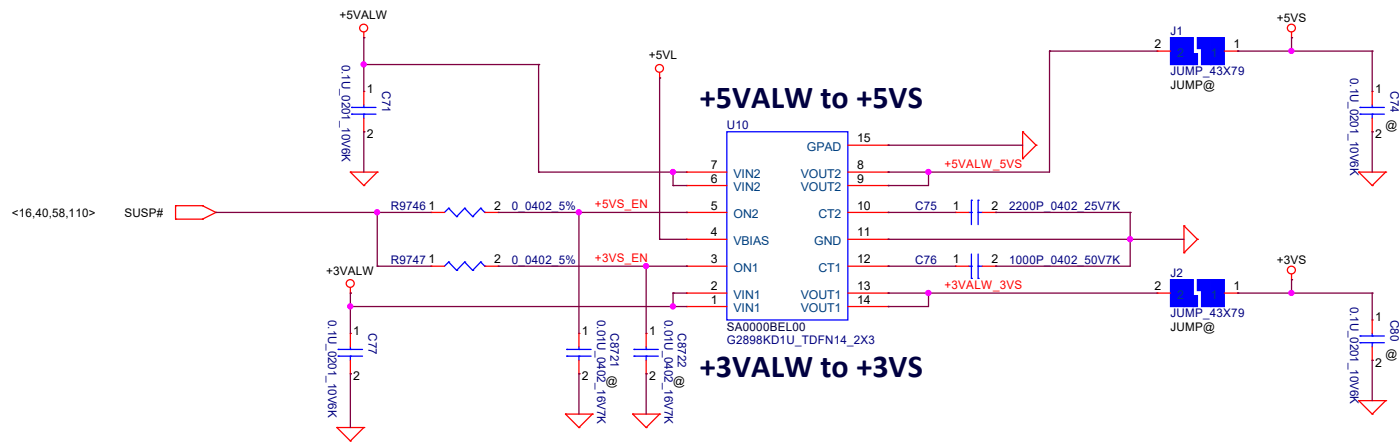 +5VALW
+5VL
+5VS
J1
2
2
1
1
JUMP_43X79
JUMP@
+5VALW to +5VS
1
C71
2
0.1U_0201_10V6K
1
C74
2
@
0.1U_0201_10V6K
U10
GPAD
15
7
VIN2
VOUT2
8
+5VALW_5VS
6
VIN2
VOUT2
9
<16,40,58,110>
SUSP#
R9746
1
2
0_0402_5%
+5VS_EN
5
ON2
CT2
10
C75
1
2
2200P_0402_25V7K
4
VBIAS
GND
11
R9747
1
2
0_0402_5%
+3VS_EN
3
ON1
CT1
12
C76
1
2
1000P_0402_50V7K
+3VALW
2
VIN1
VOUT1
13
+3VALW_3VS
1
VIN1
VOUT1
14
J2
2
2
1
1
JUMP_43X79
JUMP@
+3VS
SA0000BEL00
G2898KD1U_TDFN14_2X3
+3VALW to +3VS
1
C77
2
0.1U_0201_10V6K
1
C8721
2
@
0.01U_0402_16V7K
1
C8722
2
@
0.01U_0402_16V7K
1
C80
2
@
0.1U_0201_10V6K